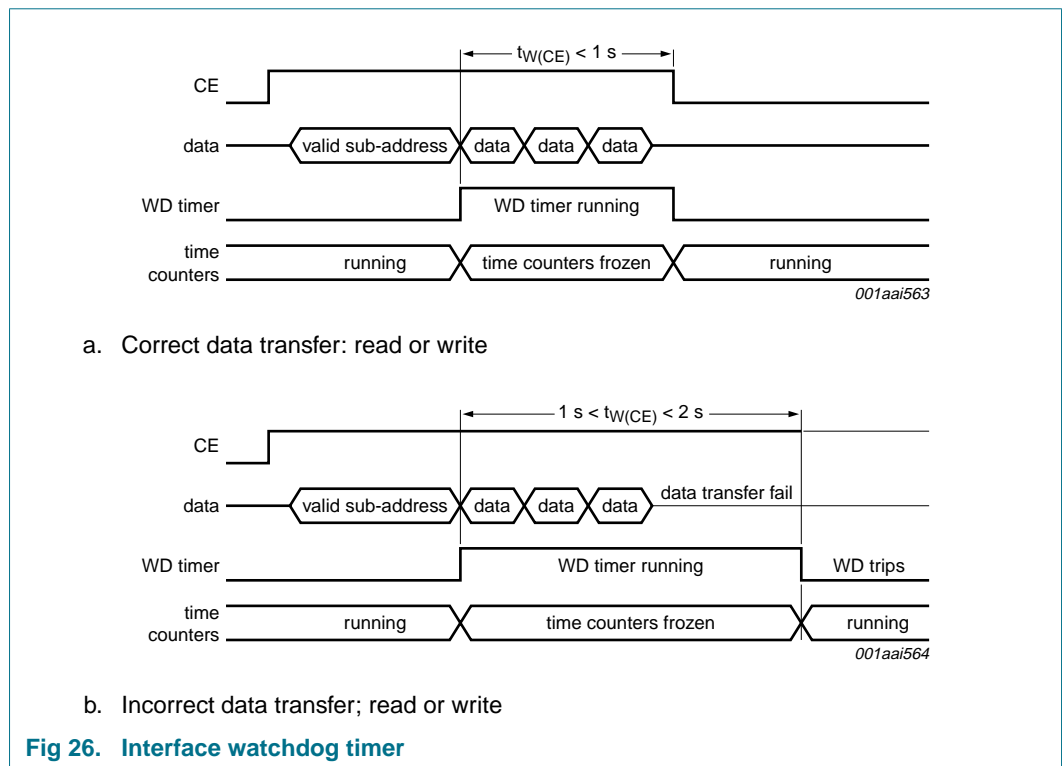 tW(CE) < 1 s
CE
data
valid sub-address
data
data
data
WD timer
WD timer running
time
counters
running
time counters frozen
running
001aai563
a. Correct data transfer: read or write
1 s < tW(CE) < 2 s
CE
data
valid sub-address
data
data
data
data transfer fail
WD timer
WD timer running
WD trips
time
counters
running
time counters frozen
running
001aai564
b. Incorrect data transfer; read or write
Fig 26. Interface watchdog timer